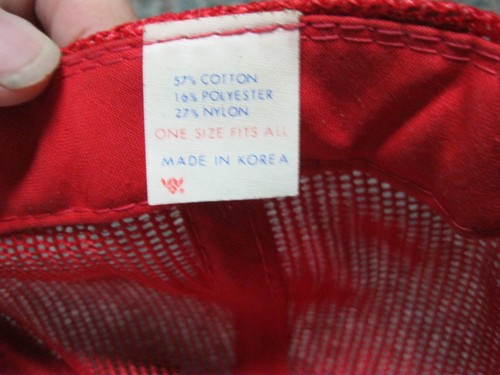 57% COTTON
16% POLYESTER
27% NYLON
ONE SIZE FITS ALL
MADE IN KOREA